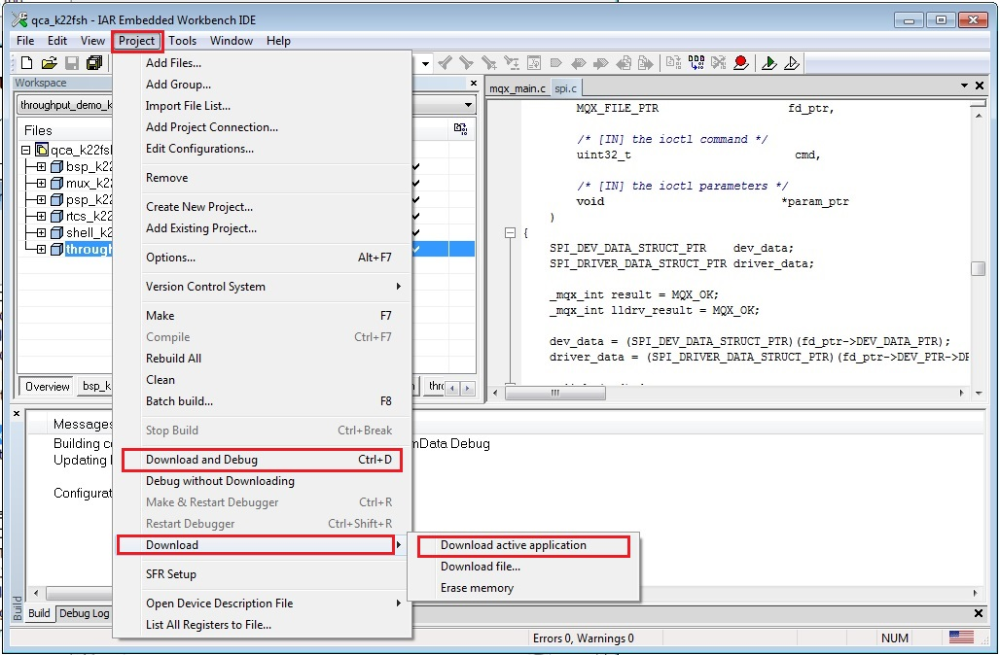 qca_k22fsh - IAR Embedded Workbench IDE
File Edit View Project Tools Window Help
Workspace
throughput_demo_k
Files
qca_k22fsh
bsp_k22
mux_k22
psp_k22
rtcs_k22
shell_k2
through
Overview bsp_k
thro
Add Files...
Add Group...
Import File List...
Add Project Connection...
Edit Configurations...
Remove
Create New Project...
Add Existing Project...
Options... Alt+F7
Version Control System
Make F7
Compile Ctrl+F7
Rebuild All
Clean
Batch build... F8
Stop Build Ctrl+Break
Download and Debug Ctrl+D
Debug without Downloading
Make & Restart Debugger Ctrl+R
Restart Debugger Ctrl+Shift+R
Download
SFR Setup
Open Device Description File
List All Registers to File...
Download active application
Download file...
Erase memory
mqx_main.c spi.c
MQX_FILE_PTR fd_ptr,
/* [IN] the ioctl command */
uint32_t cmd,
/* [IN] the ioctl parameters */
void *param_ptr
)
{
SPI_DEV_DATA_STRUCT_PTR dev_data;
SPI_DRIVER_DATA_STRUCT_PTR driver_data;
_mqx_int result = MQX_OK;
_mqx_int lldrv_result = MQX_OK;
dev_data = (SPI_DEV_DATA_STRUCT_PTR)(fd_ptr->DEV_DATA_PTR);
driver_data = (SPI_DRIVER_DATA_STRUCT_PTR)(fd_ptr->DEV_PTR->DR
Messages
Building co mData Debug
Updating
Configurat
Build
Build Debug Log
Errors 0, Warnings 0 NUM